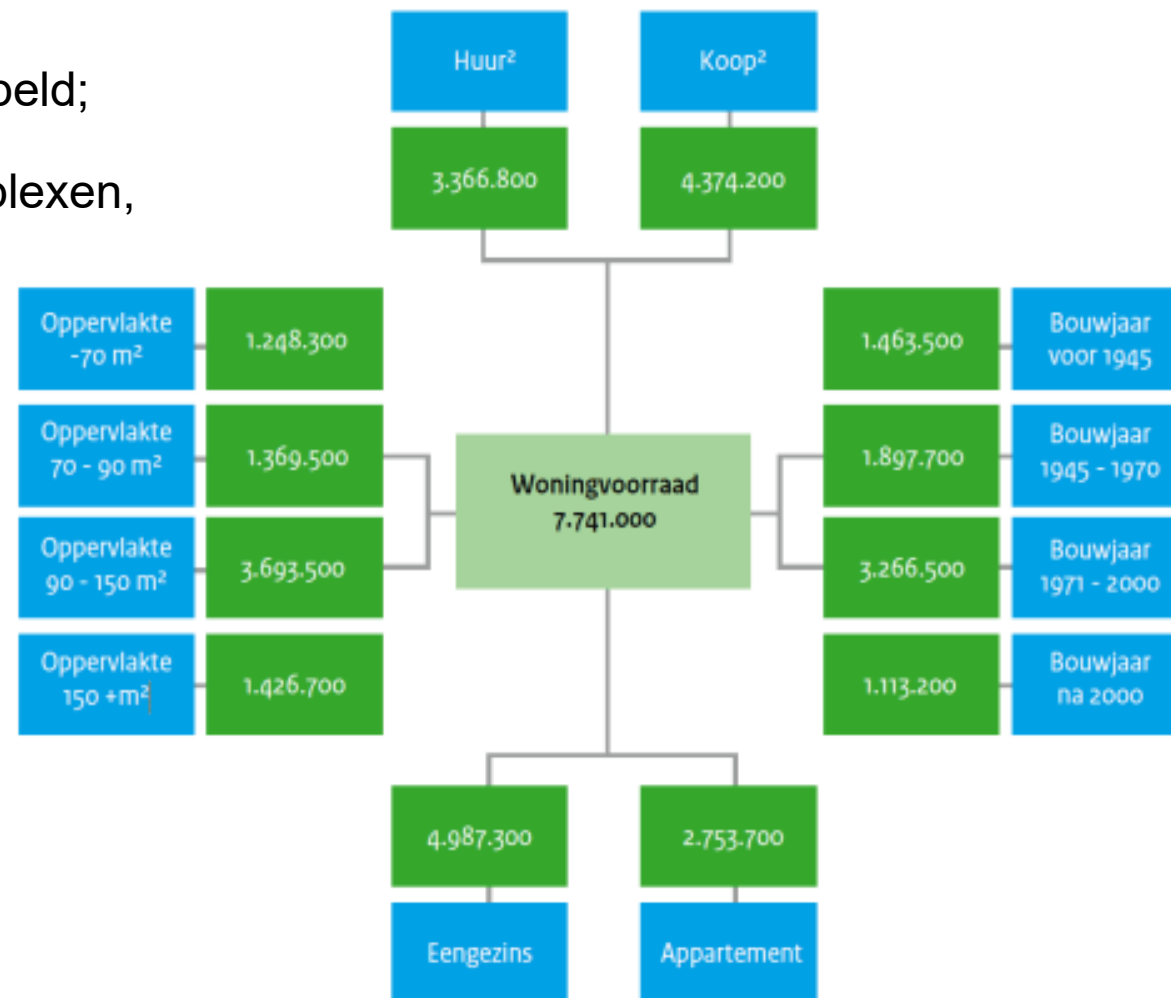 oeld;
olexen,
Huur²
Koop²
3.366.800
4.374.200
Oppervlakte
-70 m²
1.248.300
Oppervlakte
70 - 90 m²
1.369.500
Oppervlakte
90 - 150 m²
3.693.500
Oppervlakte
150 +m²
1.426.700
Woningvoorraad
7.741.000
1.463.500
Bouwjaar
voor 1945
1.897.700
Bouwjaar
1945 - 1970
3.266.500
Bouwjaar
1971 - 2000
1.113.200
Bouwjaar
na 2000
4.987.300
2.753.700
Eengezins
Appartement